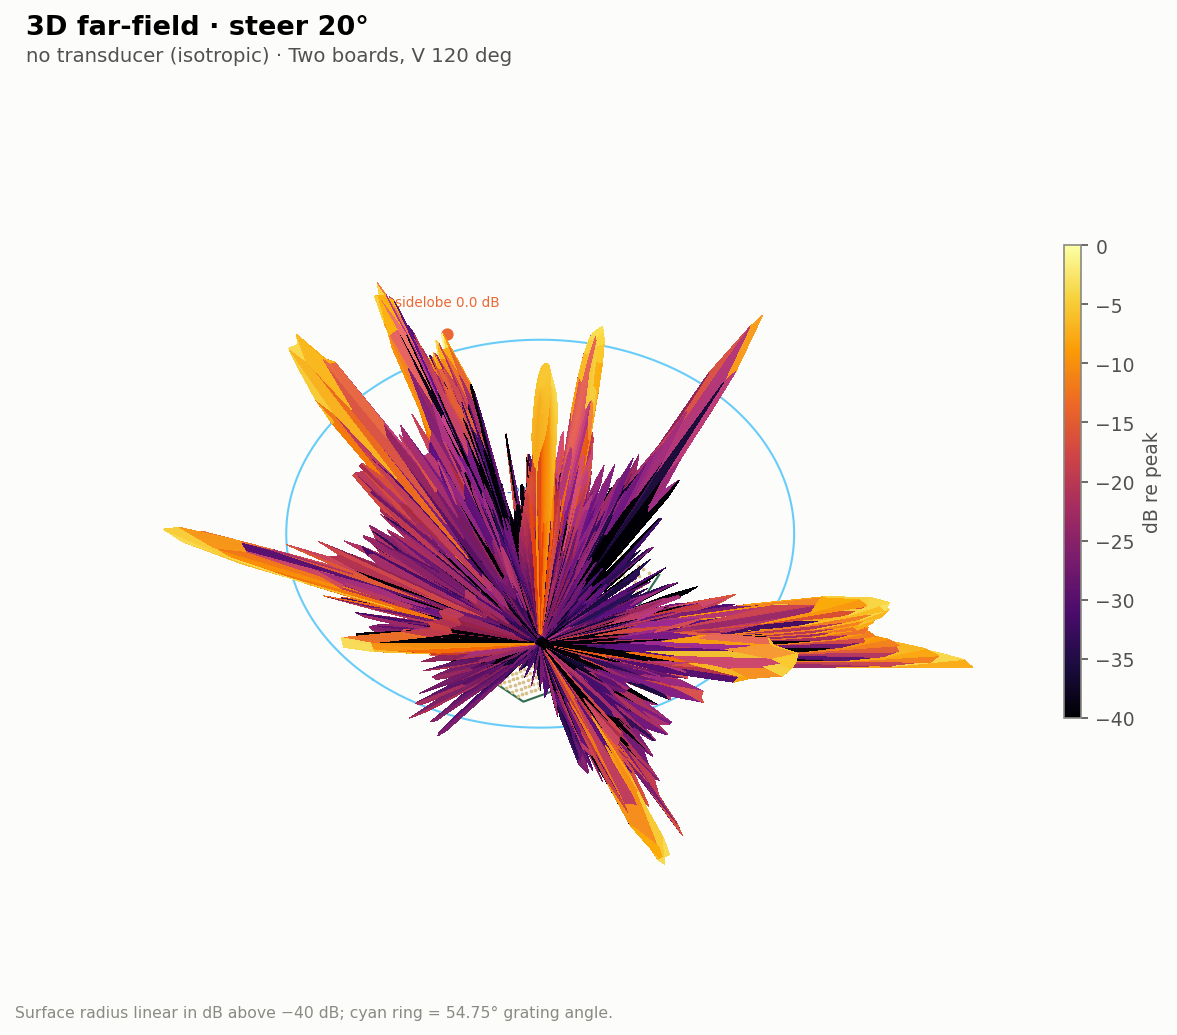 3D far-field · steer 20°
no transducer (isotropic) · Two boards, V 120 deg
sidelobe 0.0 dB
0
−5
−10
−15
−20
−25
−30
−35
−40
dB re peak
Surface radius linear in dB above −40 dB; cyan ring = 54.75° grating angle.